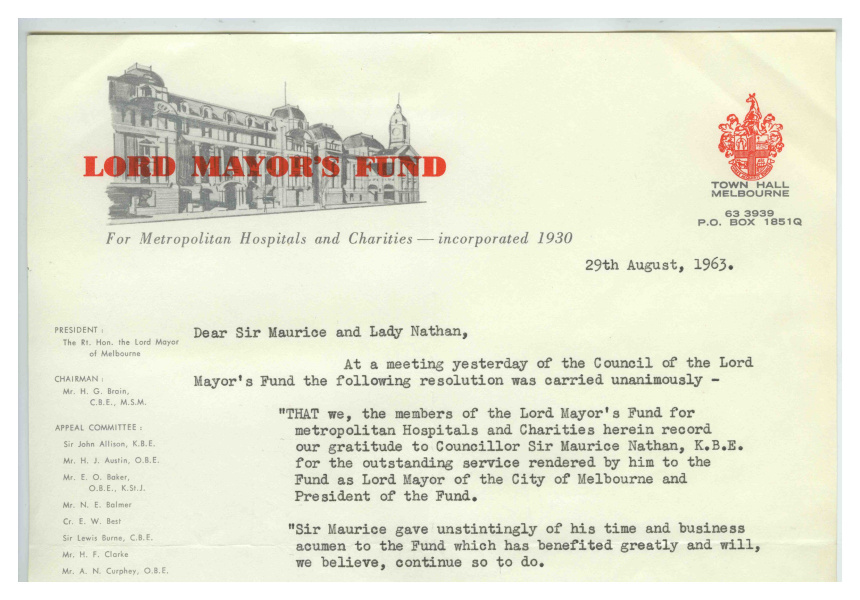 LORD MAYOR'S FUND
For Metropolitan Hospitals and Charities — incorporated 1930
TOWN HALL
MELBOURNE
63 3939
P.O. BOX 1851Q
29th August, 1963.
PRESIDENT :
The Rt. Hon. the Lord Mayor
of Melbourne
CHAIRMAN :
Mr. H. G. Brain,
C.B.E., M.S.M.
APPEAL COMMITTEE :
Sir John Allison, K.B.E.
Mr. H. J. Austin, O.B.E.
Mr. E. O. Baker,
O.B.E., K.St.J.
Mr. N. E. Balmer
Cr. E. W. Best
Sir Lewis Burne, C.B.E.
Mr. H. F. Clarke
Mr. A. N. Curphey, O.B.E.
Dear Sir Maurice and Lady Nathan,
At a meeting yesterday of the Council of the Lord
Mayor's Fund the following resolution was carried unanimously -
"THAT we, the members of the Lord Mayor's Fund for
metropolitan Hospitals and Charities herein record
our gratitude to Councillor Sir Maurice Nathan, K.B.E.
for the outstanding service rendered by him to the
Fund as Lord Mayor of the City of Melbourne and
President of the Fund.
"Sir Maurice gave unstintingly of his time and business
acumen to the Fund which has benefited greatly and will,
we believe, continue so to do.